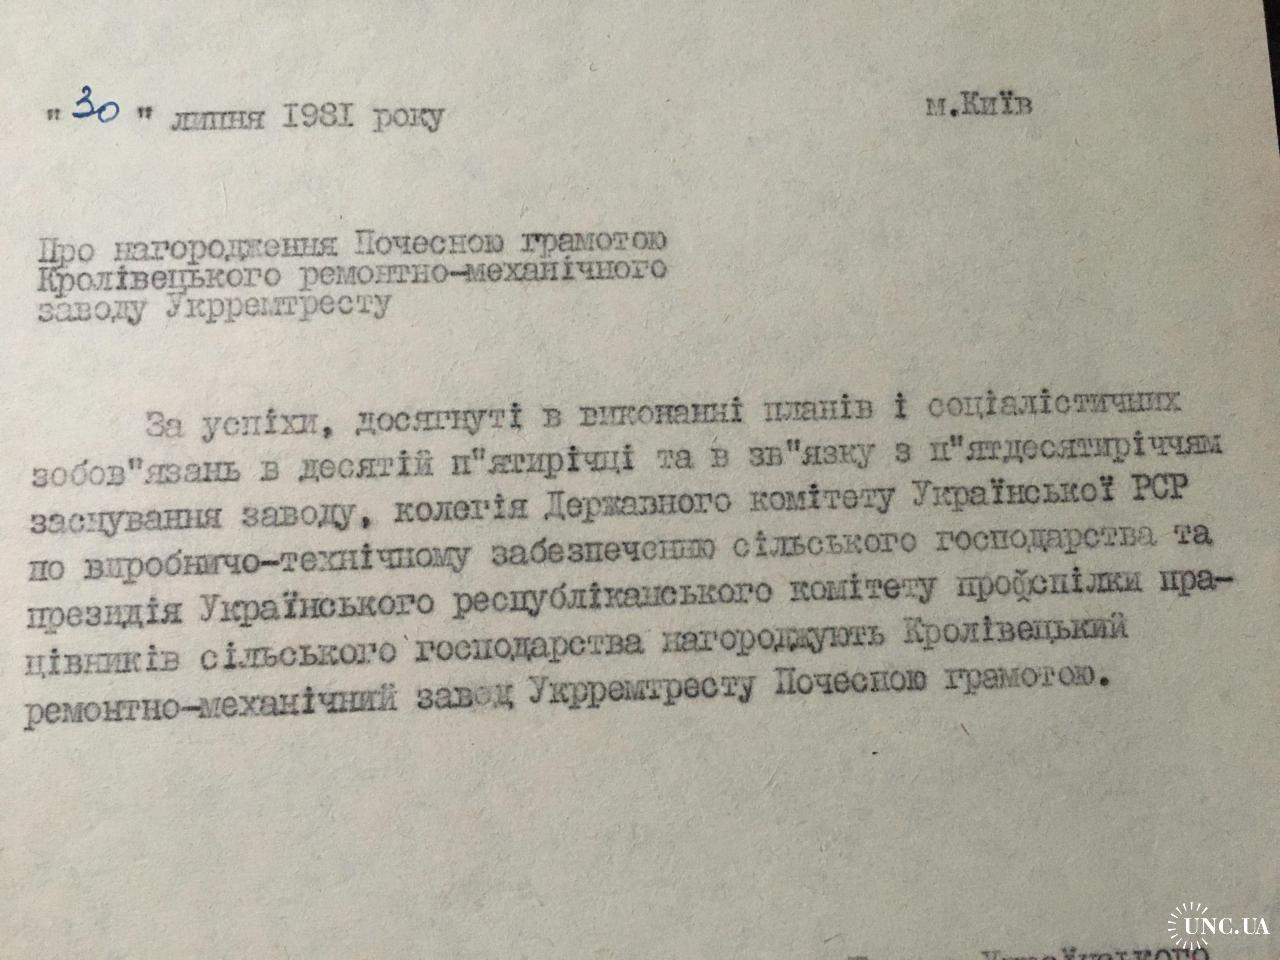 "30" липня 1981 року м.Київ
Про нагородження Почесною грамотою
Кролівецького ремонтно-механічного
заводу Укрремтресту
За успіхи, досягнуті в виконанні планів і соціалістичних
зобов"язань в десятій п"ятирічці та в зв"язку з п"ятдесятиріччям
заснування заводу, колегія Державного комітету Української РСР
по виробничо-технічному забезпеченню сільського господарства та
президія Українського республіканського комітету профспілки пра-
цівників сільського господарства нагороджують Кролівецький
ремонтно-механічний завод Укрремтресту Почесною грамотою.
Українського
UNC.UA